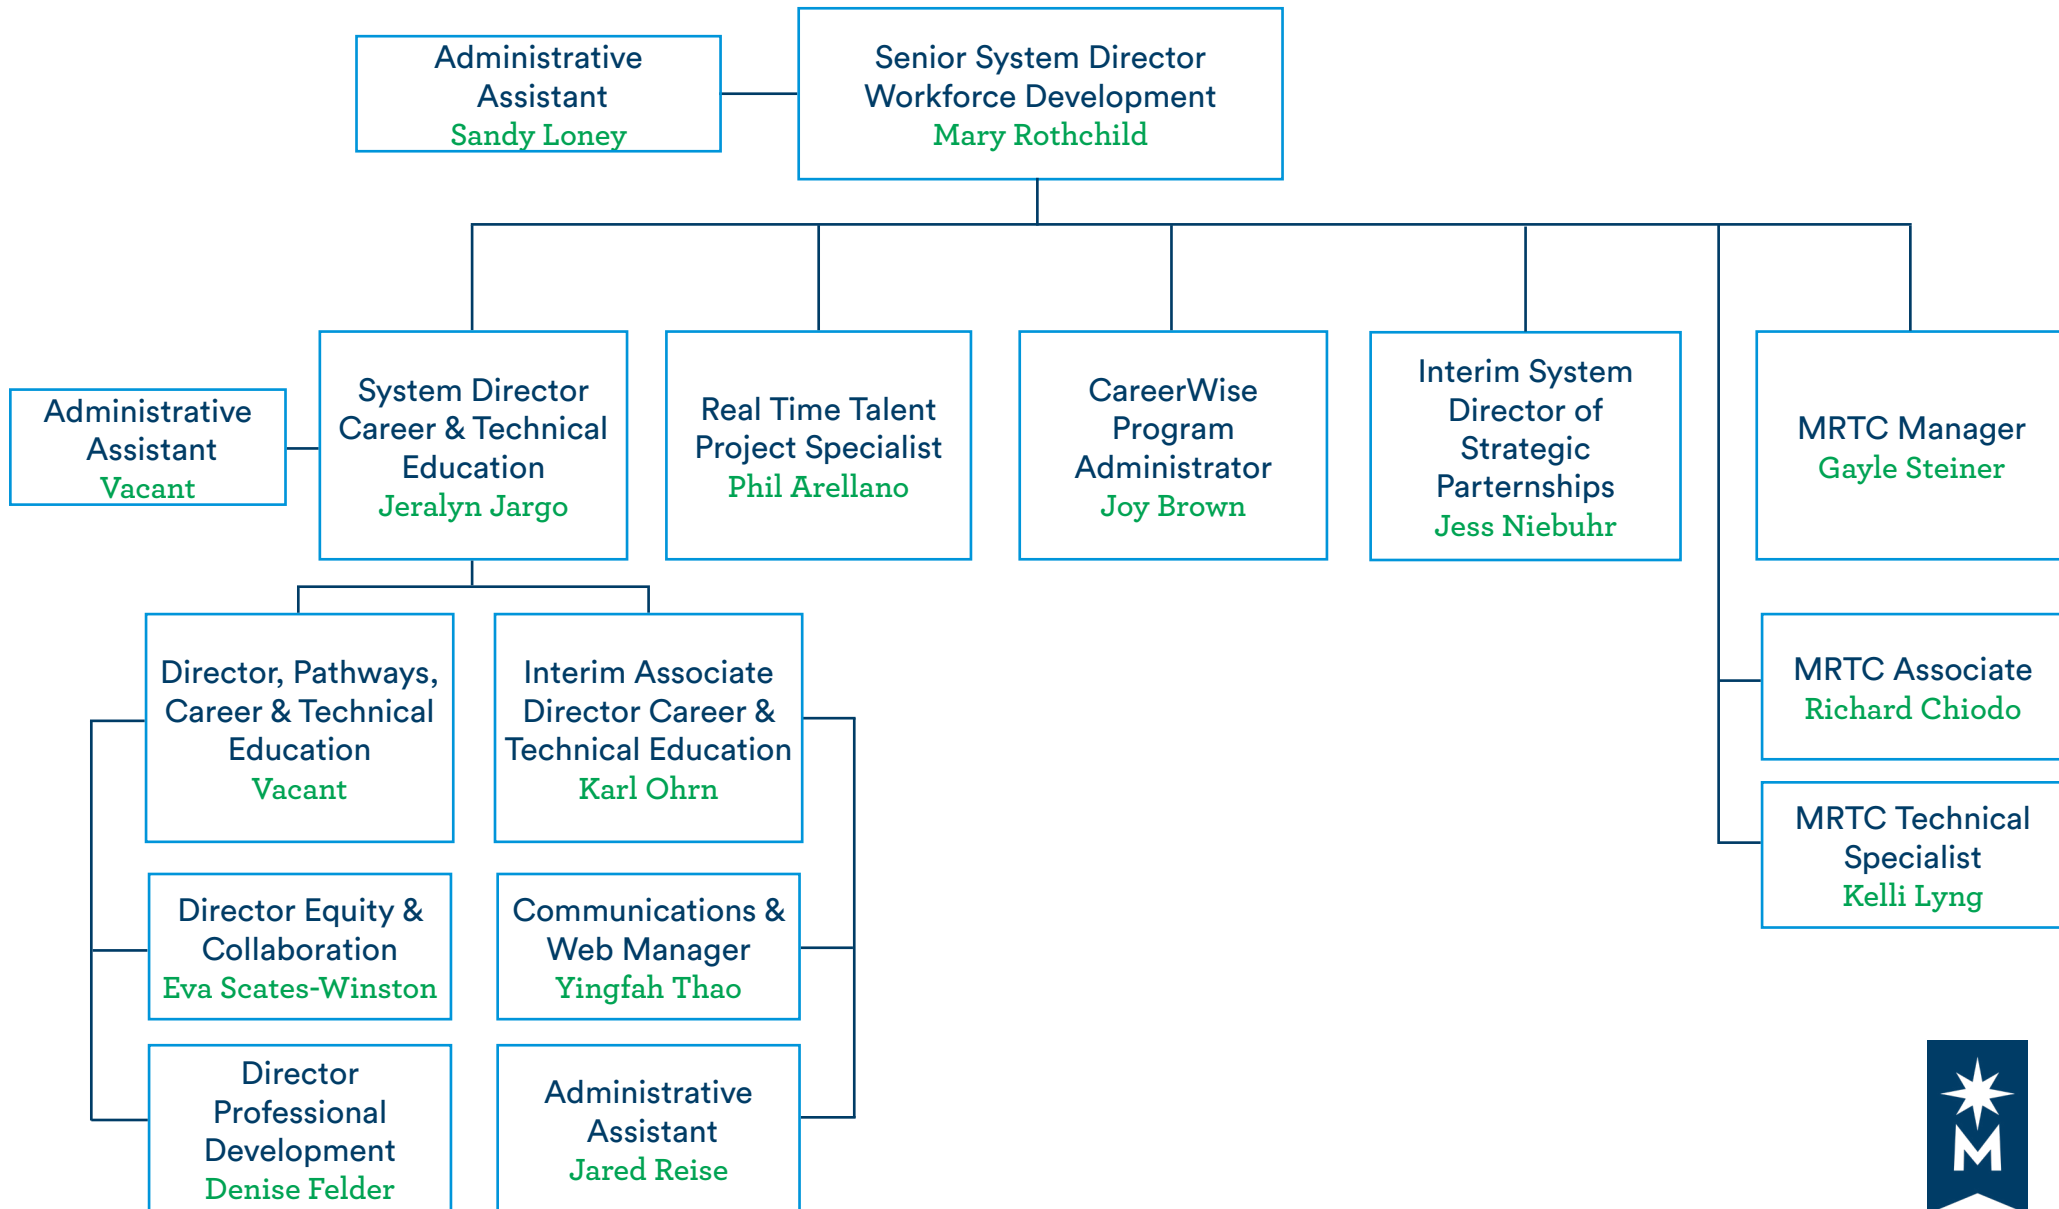 Administrative
Assistant
Sandy Loney
Senior System Director
Workforce Development
Mary Rothchild
Administrative
Assistant
Vacant
System Director
Career & Technical
Education
Jeralyn Jargo
Real Time Talent
Project Specialist
Phil Arellano
CareerWise
Program
Administrator
Joy Brown
Interim System
Director of
Strategic
Parternships
Jess Niebuhr
MRTC Manager
Gayle Steiner
Director, Pathways,
Career & Technical
Education
Vacant
Interim Associate
Director Career &
Technical Education
Karl Ohrn
MRTC Associate
Richard Chiodo
MRTC Technical
Specialist
Kelli Lyng
Director Equity &
Collaboration
Eva Scates-Winston
Communications &
Web Manager
Yingfah Thao
Director
Professional
Development
Denise Felder
Administrative
Assistant
Jared Reise
M